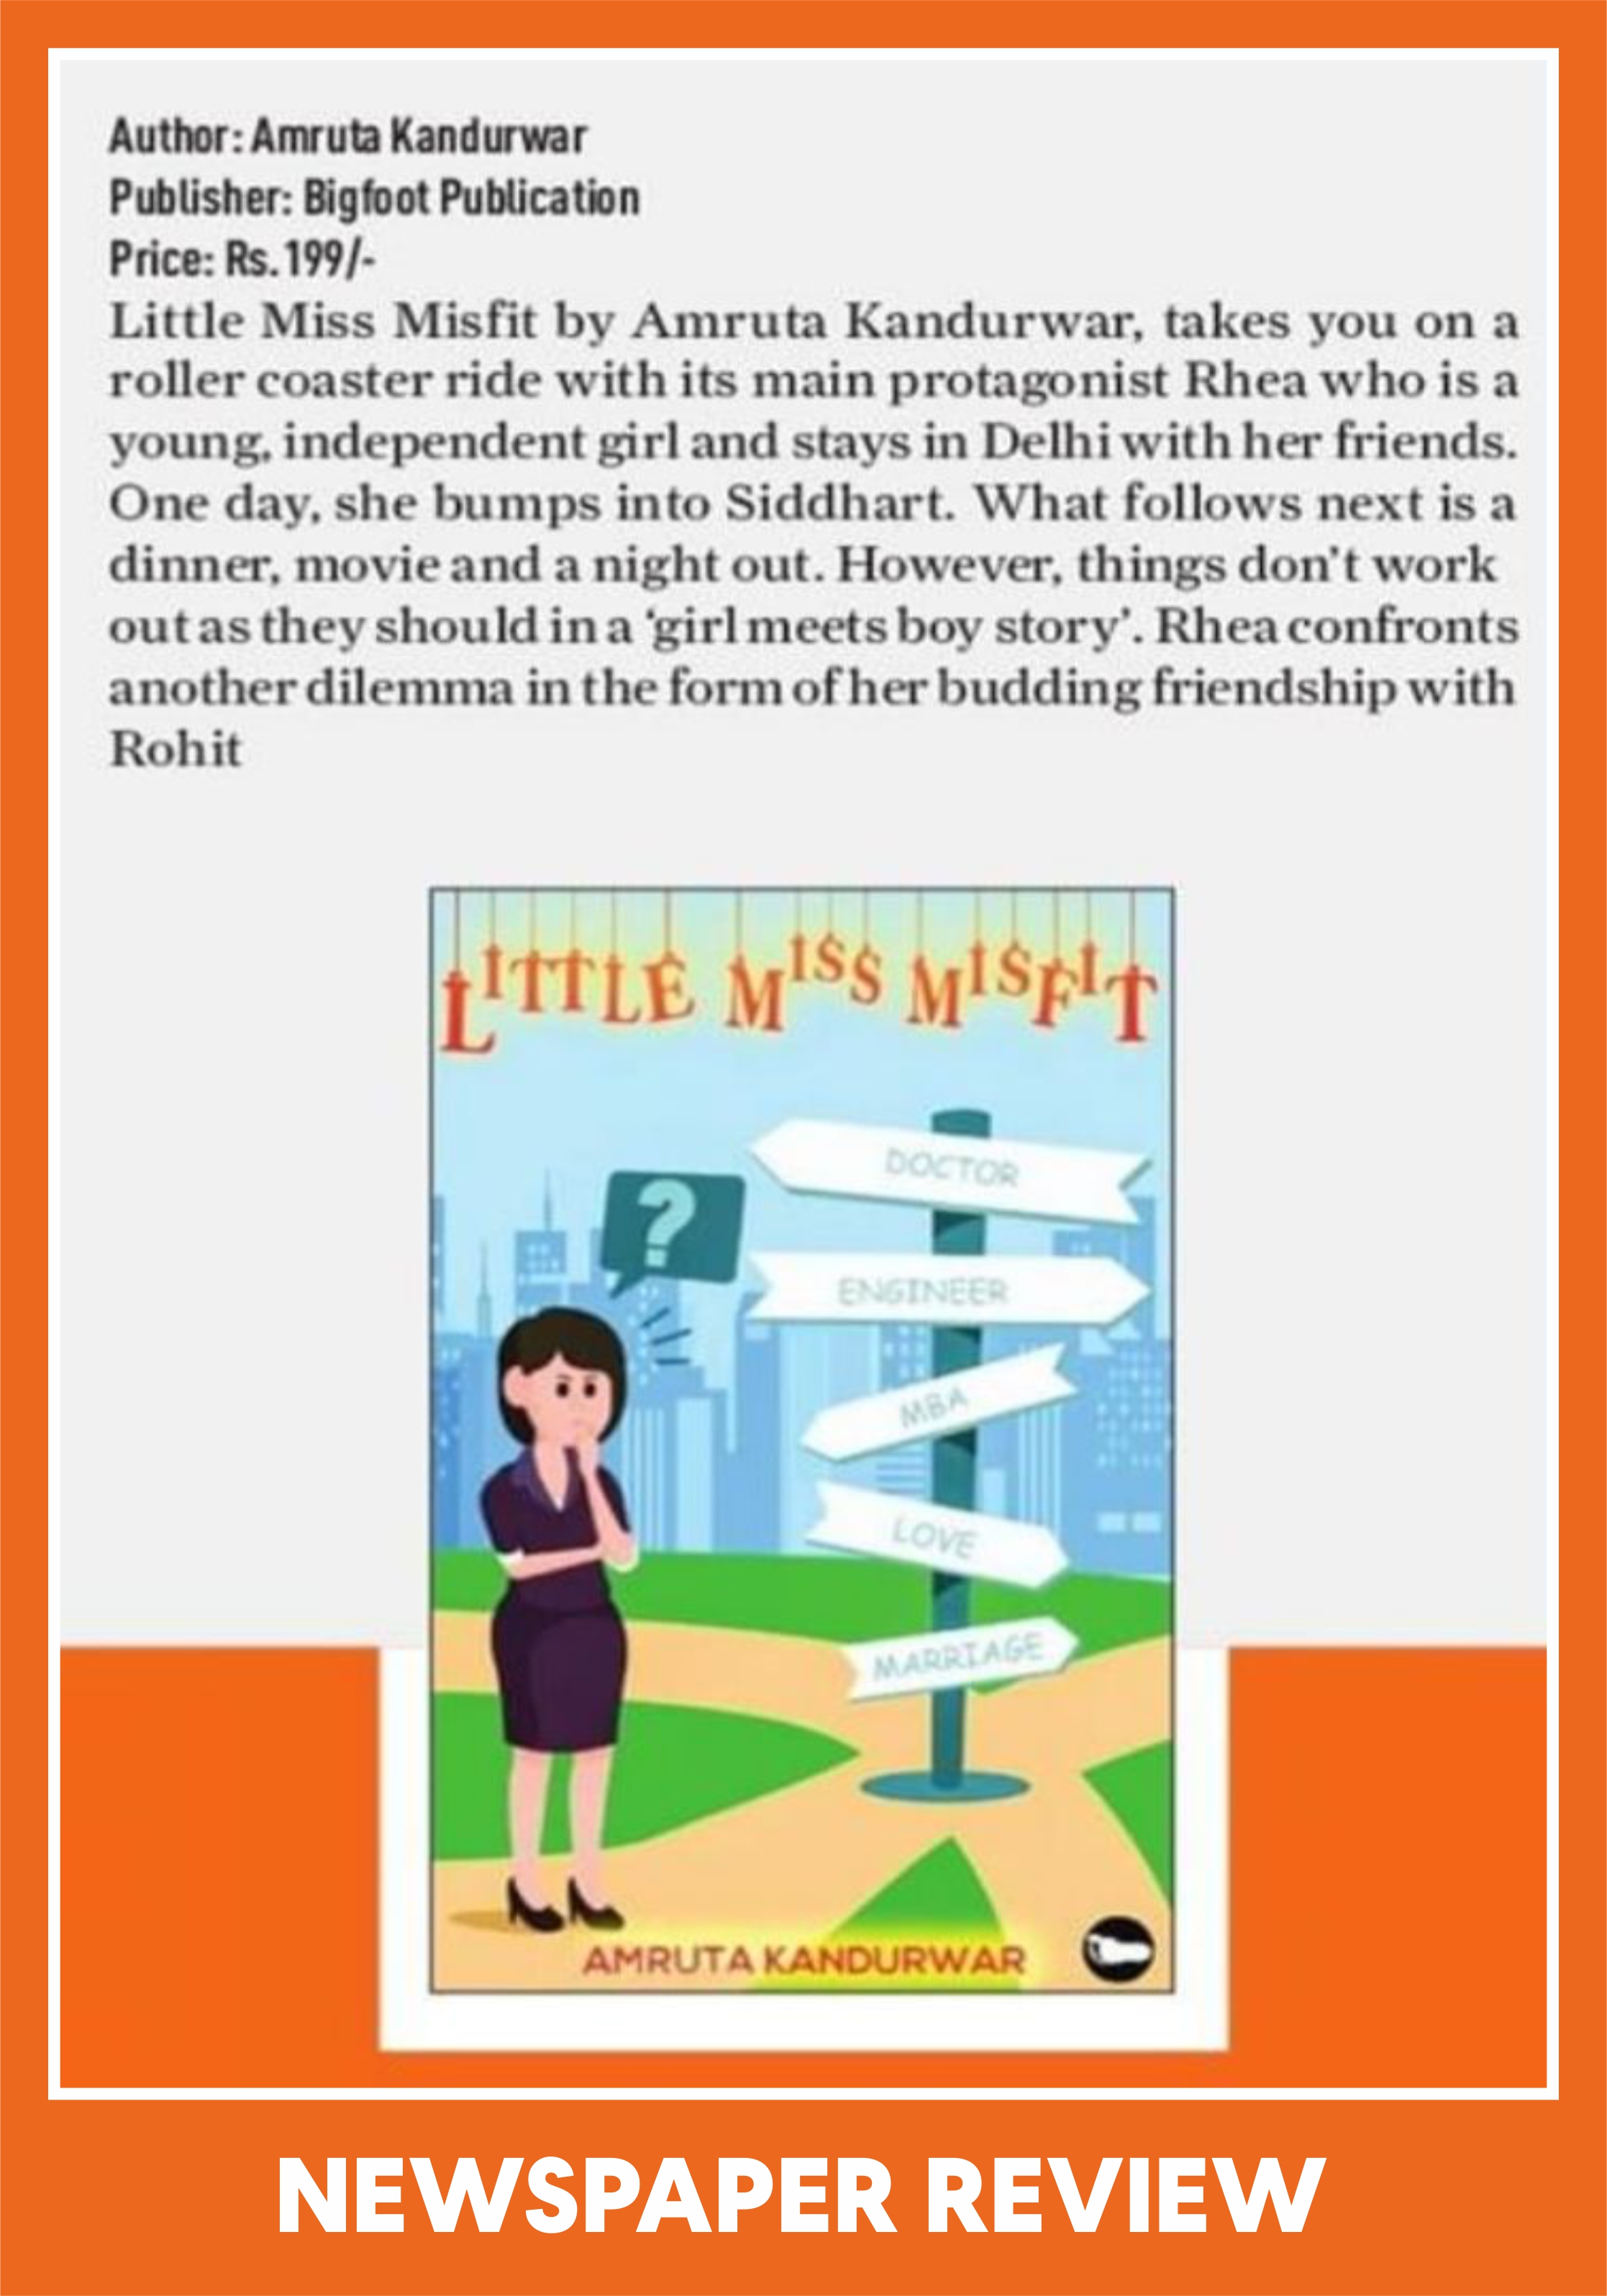 Author: Amruta Kandurwar
Publisher: Bigfoot Publication
Price: Rs.199/-
Little Miss Misfit by Amruta Kandurwar, takes you on a
roller coaster ride with its main protagonist Rhea who is a
young, independent girl and stays in Delhi with her friends.
One day, she bumps into Siddhart. What follows next is a
dinner, movie and a night out. However, things don't work
out as they should in a ‘girl meets boy story’. Rhea confronts
another dilemma in the form of her budding friendship with
Rohit
LITTLE MISS MISFIT
DOCTOR
?
ENGINEER
MBA
LOVE
MARRIAGE
AMRUTA KANDURWAR
NEWSPAPER REVIEW